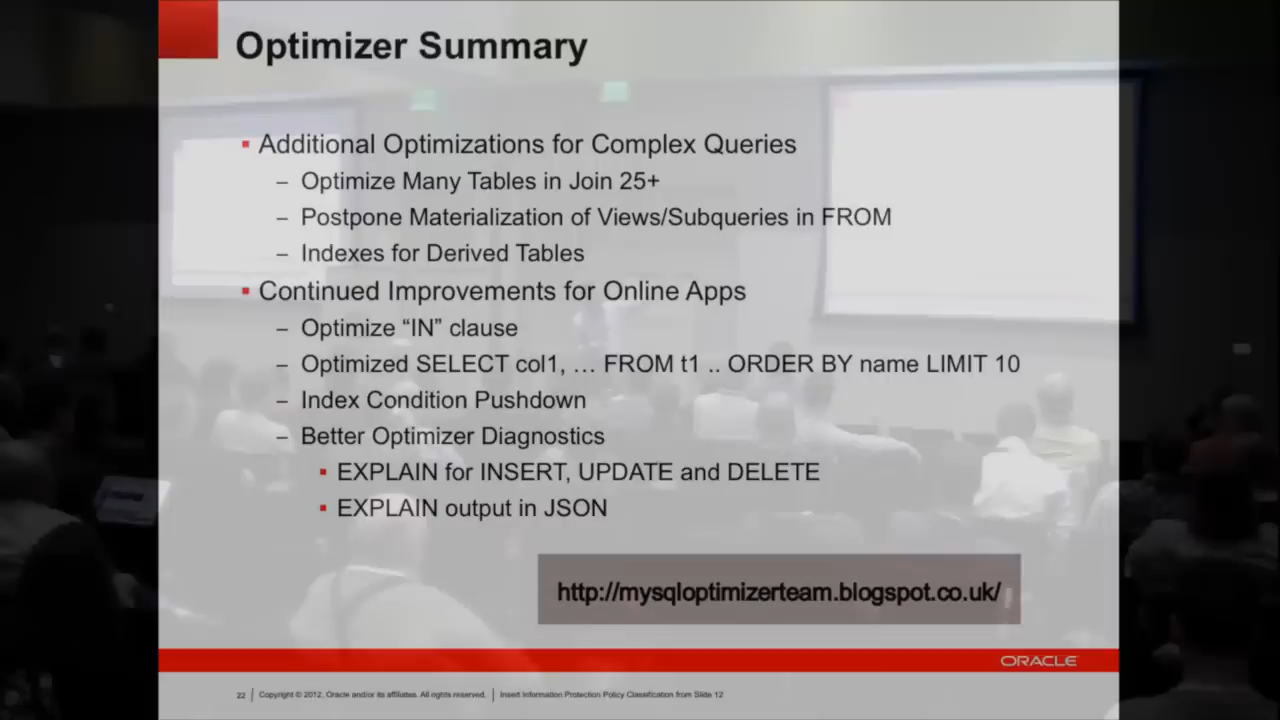 Optimizer Summary
Additional Optimizations for Complex Queries
– Optimize Many Tables in Join 25+
– Postpone Materialization of Views/Subqueries in FROM
– Indexes for Derived Tables
Continued Improvements for Online Apps
– Optimize “IN” clause
– Optimized SELECT col1, … FROM t1 .. ORDER BY name LIMIT 10
– Index Condition Pushdown
– Better Optimizer Diagnostics
EXPLAIN for INSERT, UPDATE and DELETE
EXPLAIN output in JSON
http://mysqloptimizerteam.blogspot.co.uk/
ORACLE
22 Copyright © 2012, Oracle and/or its affiliates. All rights reserved. Insert Information Protection Policy Classification from Slide 12